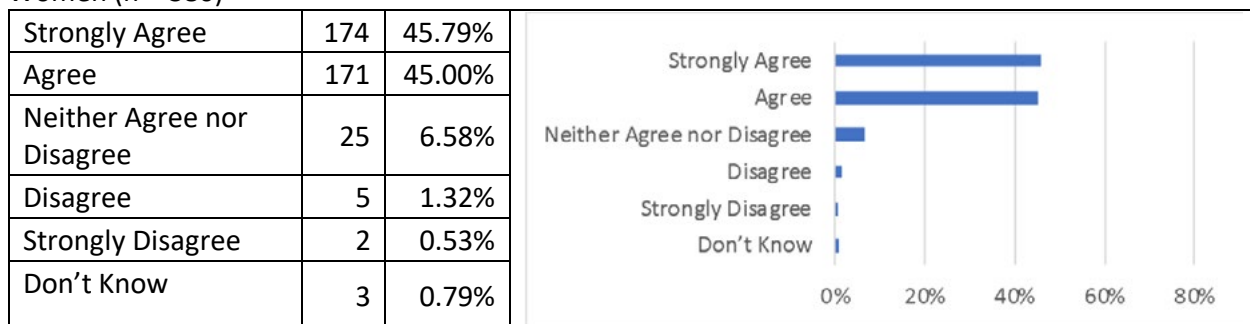 Strongly Agree 174 45.79%
Agree 171 45.00%
Neither Agree nor
Disagree 25 6.58%
Disagree 5 1.32%
Strongly Disagree 2 0.53%
Don't Know 3 0.79%
Strongly Agree
Agree
Neither Agree nor Disagree
Disagree
Strongly Disagree
Don't Know
0% 20% 40% 60% 80%